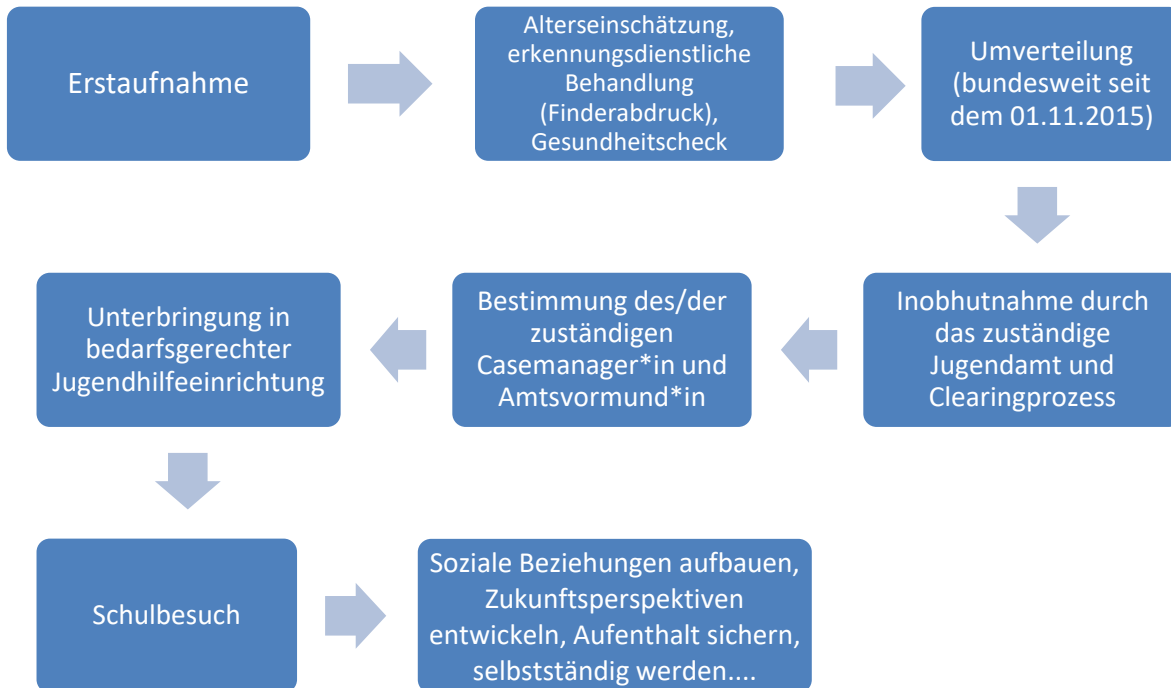 Erstaufnahme
Alterseinschätzung,
erkennungsdienstliche
Behandlung
(Finderabdruck),
Gesundheitscheck
Umverteilung
(bundesweit seit
dem 01.11.2015)
Inobhutnahme durch
das zuständige
Jugendamt und
Clearingprozess
Bestimmung des/der
zuständigen
Casemanager*in und
Amtsvormund*in
Unterbringung in
bedarfsgerechter
Jugendhilfeeinrichtung
Schulbesuch
Soziale Beziehungen aufbauen,
Zukunftsperspektiven
entwickeln, Aufenthalt sichern,
selbstständig werden....